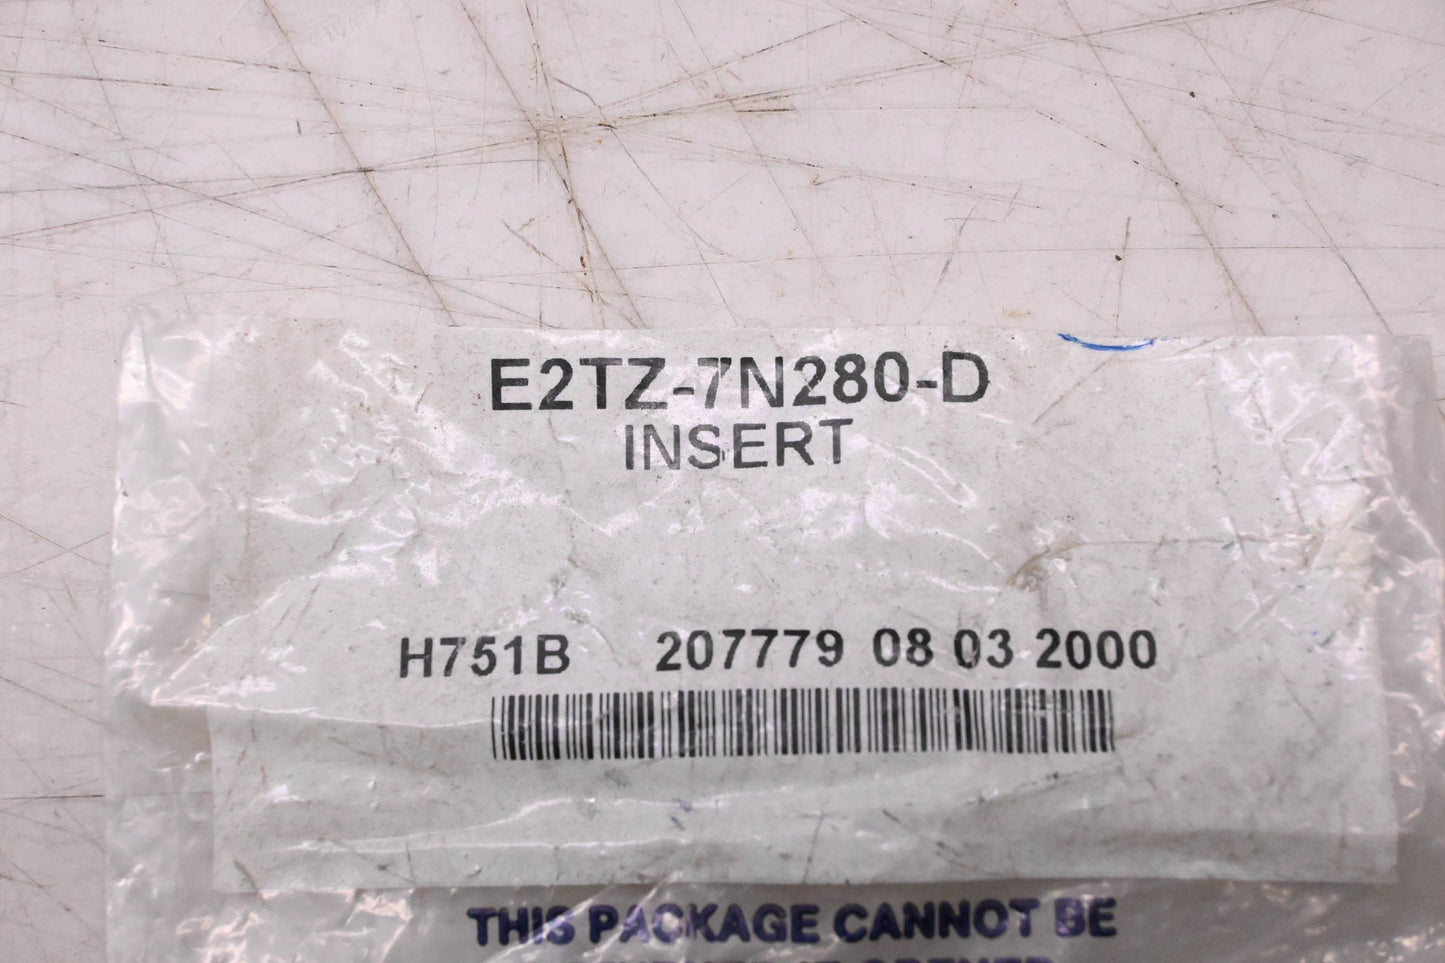 E2TZ-7N280-D
INSERT
H751B 207779 08 03 2000
THIS PACKAGE CANNOT BE